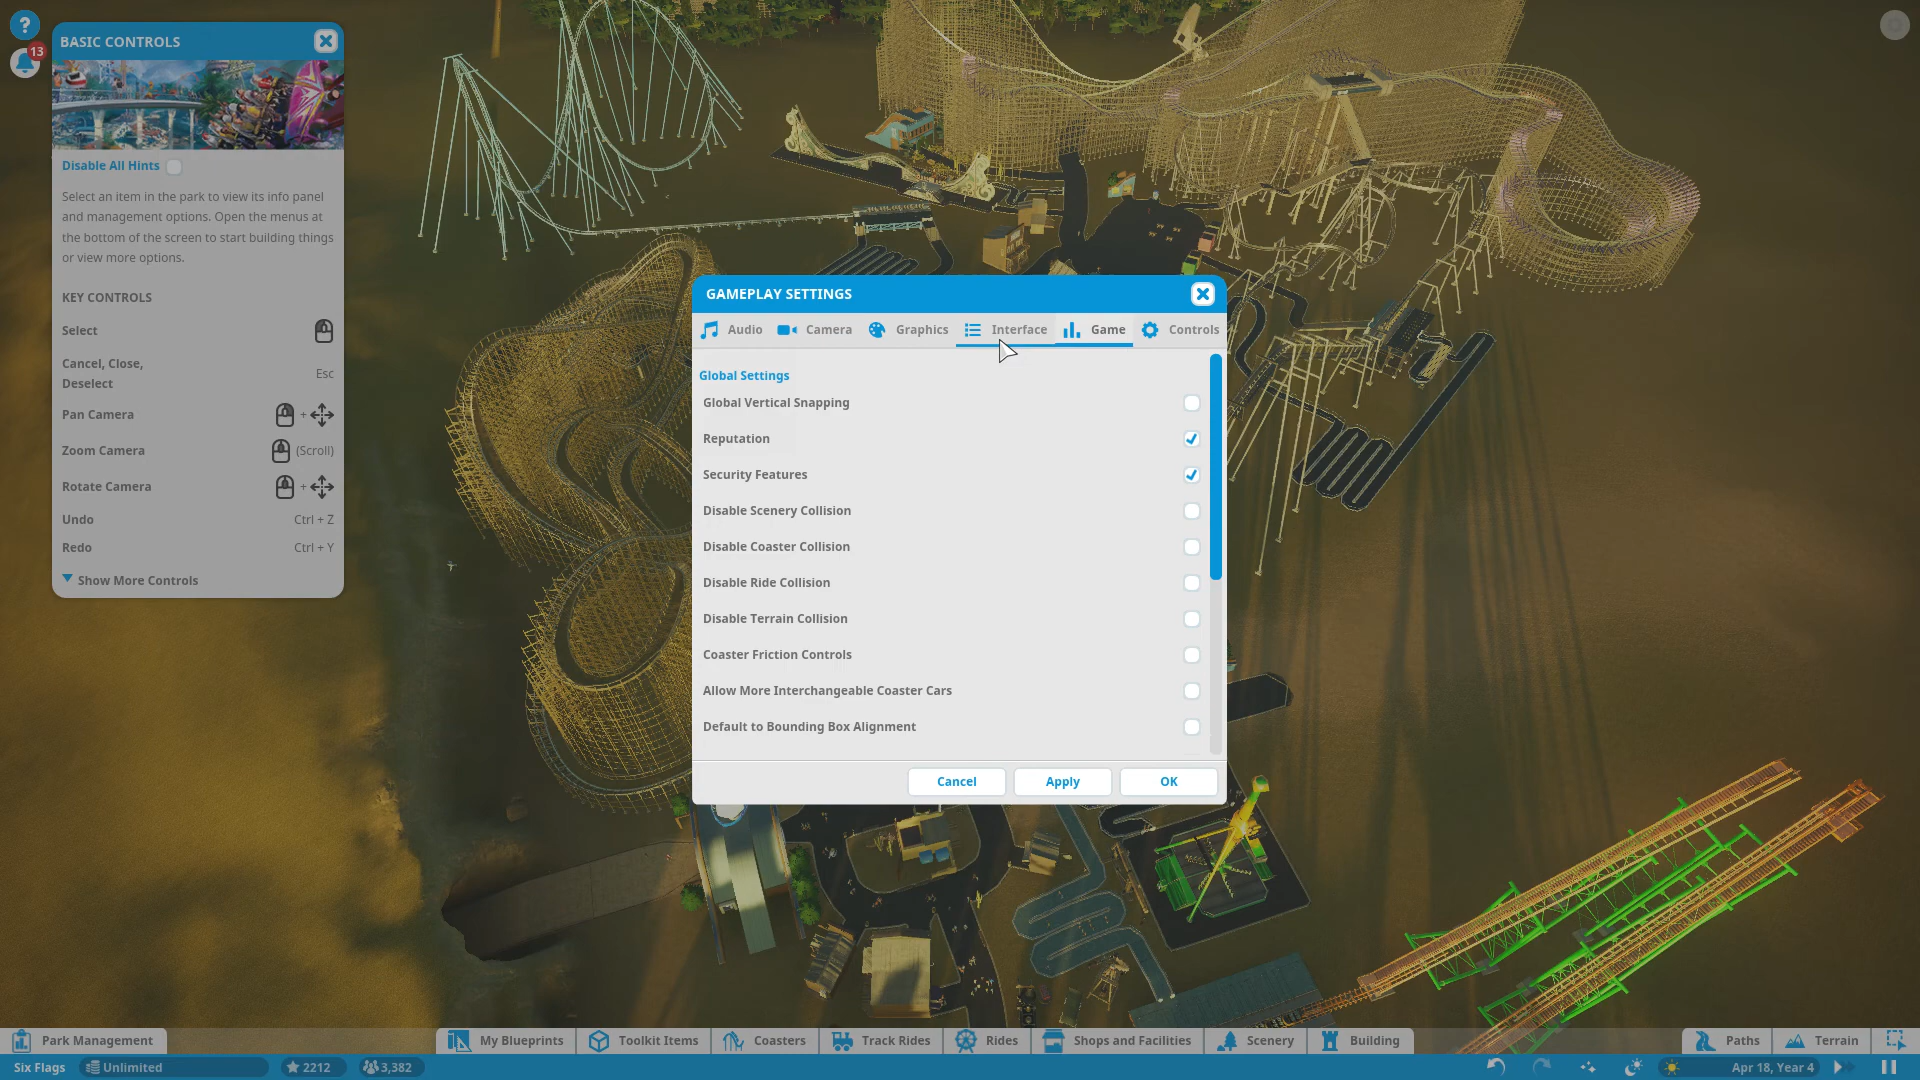 ?
13
BASIC CONTROLS
Disable All Hints
Select an item in the park to view its info panel
and management options. Open the menus at
the bottom of the screen to start building things
or view more options.
KEY CONTROLS
Select
Cancel, Close,
Deselect
Esc
Pan Camera +
Zoom Camera (Scroll)
Rotate Camera +
Undo Ctrl + Z
Redo Ctrl + Y
Show More Controls
GAMEPLAY SETTINGS
Audio Camera Graphics Interface Game Controls
Global Settings
Global Vertical Snapping
Reputation
Security Features
Disable Scenery Collision
Disable Coaster Collision
Disable Ride Collision
Disable Terrain Collision
Coaster Friction Controls
Allow More Interchangeable Coaster Cars
Default to Bounding Box Alignment
Cancel Apply OK
Park Management My Blueprints Toolkit Items Coasters Track Rides Rides Shops and Facilities Scenery Building Paths Terrain
Six Flags Unlimited 2212 3,382 Apr 18, Year 4